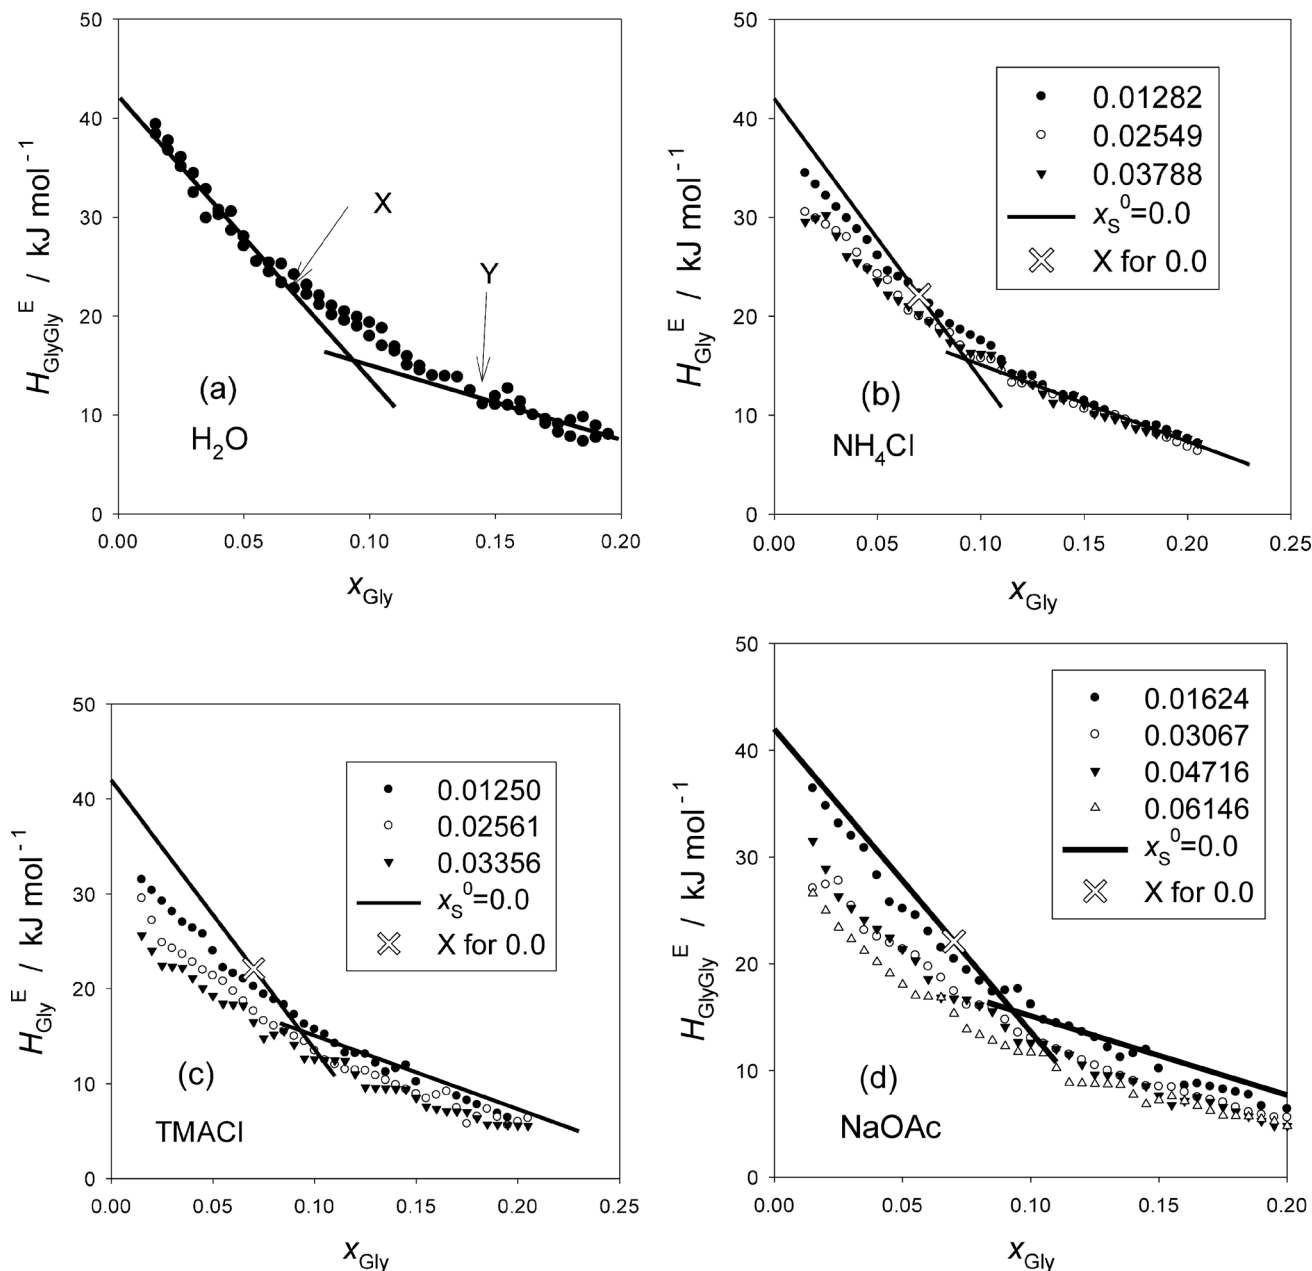 50
40
30
20
10
0
H_GlyGly^E / kJ mol⁻¹
X
Y
(a)
H₂O
0.00 0.05 0.10 0.15 0.20
x_Gly
50
40
30
20
10
0
H_Gly^E / kJ mol⁻¹
0.01282
0.02549
0.03788
x_S⁰=0.0
X for 0.0
(b)
NH₄Cl
0.00 0.05 0.10 0.15 0.20 0.25
x_Gly
50
40
30
20
10
0
H_Gly^E / kJ mol⁻¹
0.01250
0.02561
0.03356
x_S⁰=0.0
X for 0.0
(c)
TMACl
0.00 0.05 0.10 0.15 0.20 0.25
x_Gly
50
40
30
20
10
0
H_GlyGly^E / kJ mol⁻¹
0.01624
0.03067
0.04716
0.06146
x_S⁰=0.0
X for 0.0
(d)
NaOAc
0.00 0.05 0.10 0.15 0.20
x_Gly